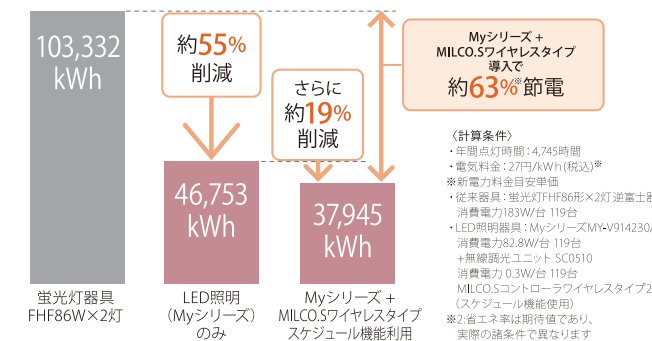 103,332
kWh
約55%
削減
さらに
約19%
削減
Myシリーズ +
MILCO.Sワイヤレスタイプ
導入で
約63%※節電
46,753
kWh
37,945
kWh
蛍光灯器具
FHF86W×2灯
LED照明
(Myシリーズ)
のみ
Myシリーズ +
MILCO.Sワイヤレスタイプ
スケジュール機能利用
〈計算条件〉
・年間点灯時間:4,745時間
・電気料金:27円/kWh(税込)※
※新電力料金目安単価
・従来器具:蛍光灯FHF86形×2灯 逆富士器
消費電力183W/台 119台
・LED照明器具:MyシリーズMY-V914230/
消費電力82.8W/台 119台
+無線調光ユニット SC0510
消費電力 0.3W/台 119台
MILCO.Sコントローラワイヤレスタイプ2
(スケジュール機能使用)
※2:省エネ率は期待値であり、
実際の諸条件で異なります